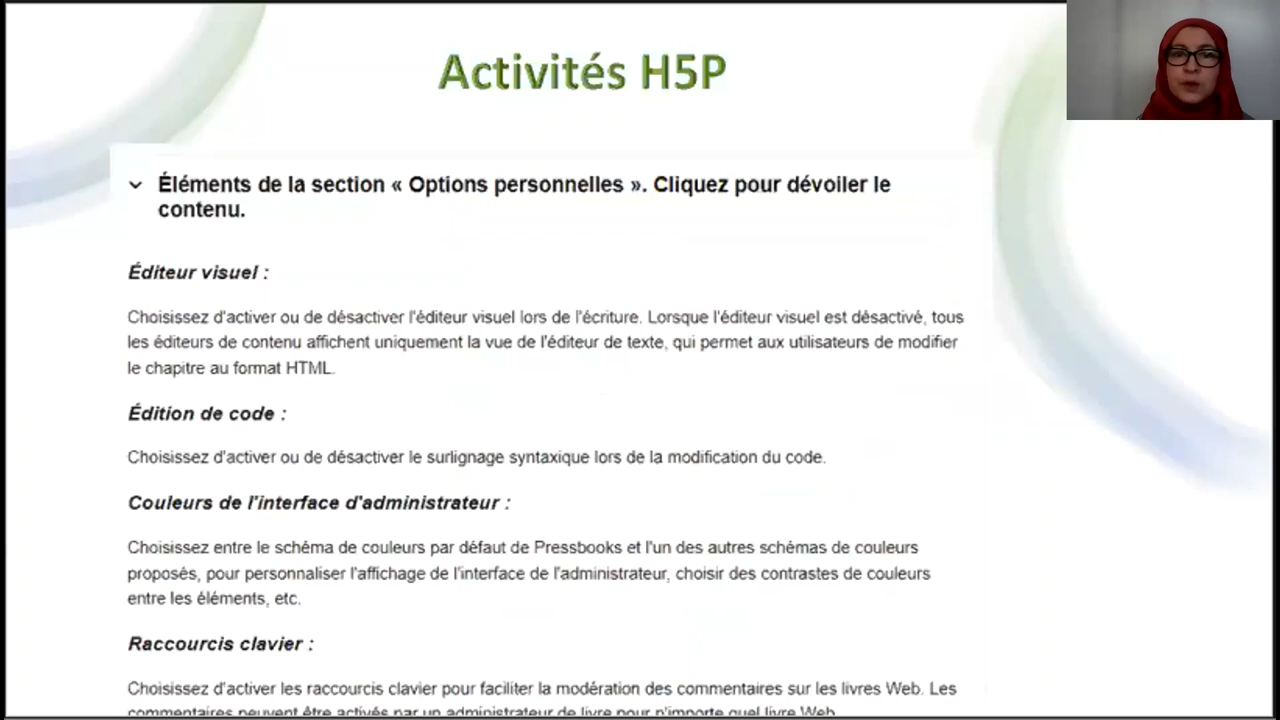 Activités H5P
Éléments de la section « Options personnelles ». Cliquez pour dévoiler le
contenu.
Éditeur visuel :
Choisissez d'activer ou de désactiver l'éditeur visuel lors de l'écriture. Lorsque l'éditeur visuel est désactivé, tous
les éditeurs de contenu affichent uniquement la vue de l'éditeur de texte, qui permet aux utilisateurs de modifier
le chapitre au format HTML.
Édition de code :
Choisissez d'activer ou de désactiver le surlignage syntaxique lors de la modification du code.
Couleurs de l'interface d'administrateur :
Choisissez entre le schéma de couleurs par défaut de Pressbooks et l'un des autres schémas de couleurs
proposés, pour personnaliser l'affichage de l'interface de l'administrateur, choisir des contrastes de couleurs
entre les éléments, etc.
Raccourcis clavier :
Choisissez d'activer les raccourcis clavier pour faciliter la modération des commentaires sur les livres Web. Les
commentaires peuvent être activés par un administrateur de livre pour n'importe quel livre Web.